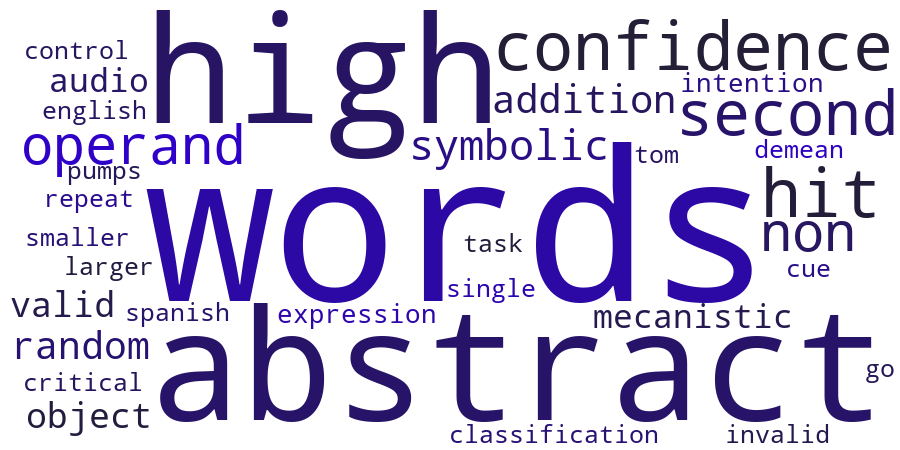 high
confidence
control
audio
english
addition
intention
second
operand
symbolic
tom
demean
pumps
repeat
words
hit
non
smaller
larger
task
cue
single
valid
spanish
expression
mecanistic
random
abstract
critical
go
object
classification
invalid